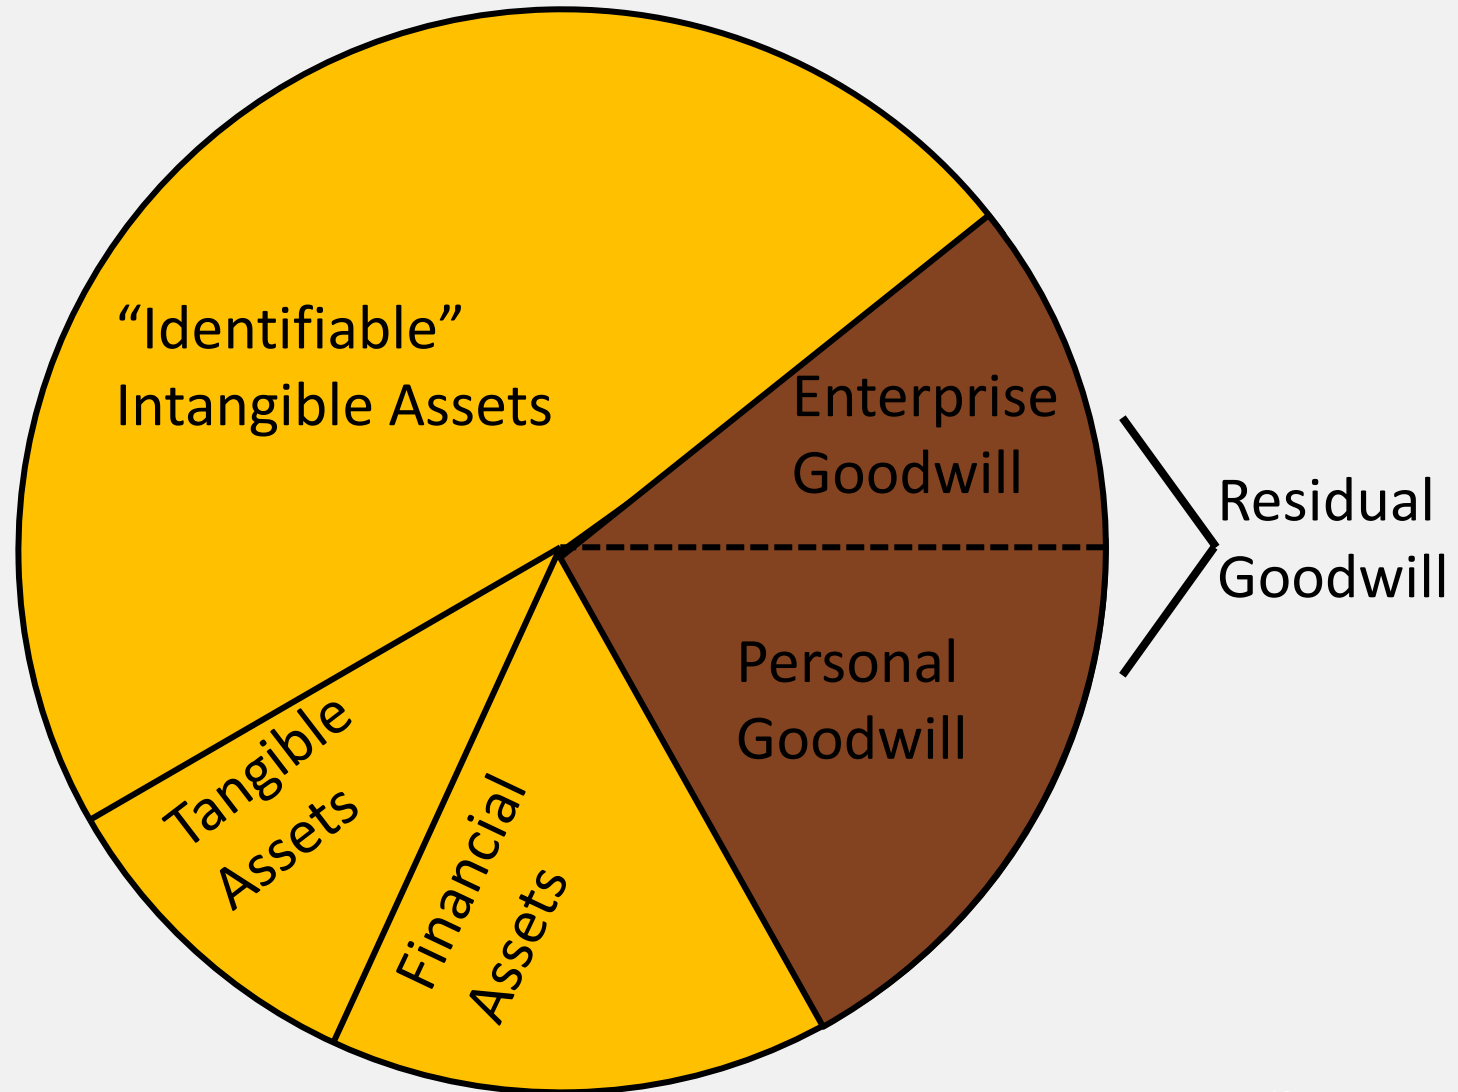 “Identifiable”
Intangible Assets
Enterprise
Goodwill
Residual
Goodwill
Personal
Goodwill
Tangible
Assets
Financial
Assets